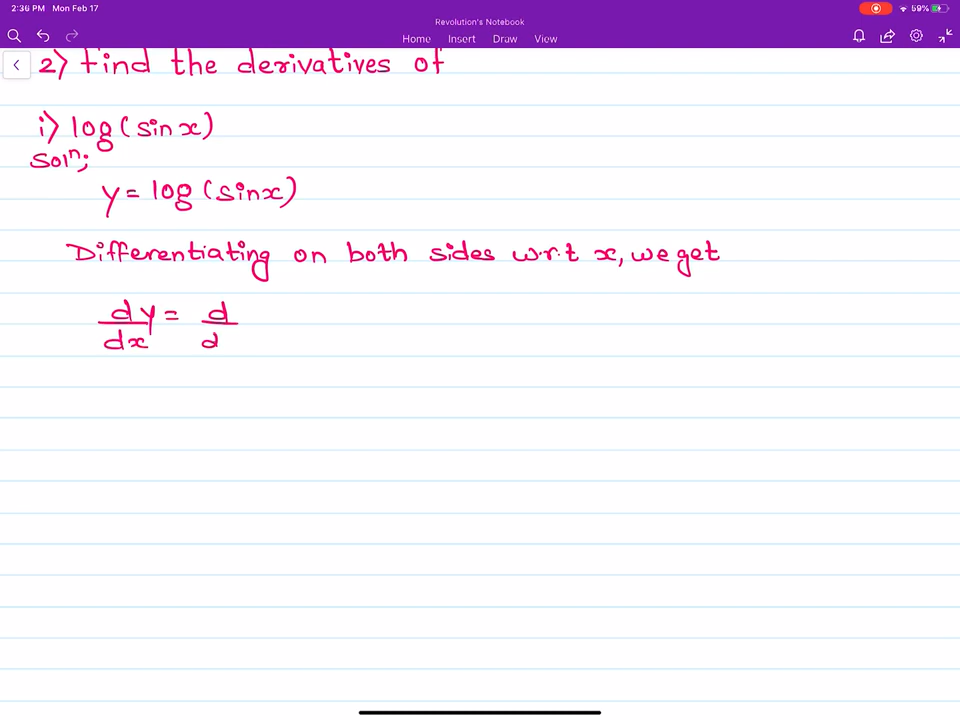 2:36 PM Mon Feb 17
59%
Revolution's Notebook
Home Insert Draw View
2) Find the derivatives of
i) log(sinx)
Solⁿ;
y = log(sinx)
Differentiating on both sides w.r.t x, we get
dy/dx = d/d